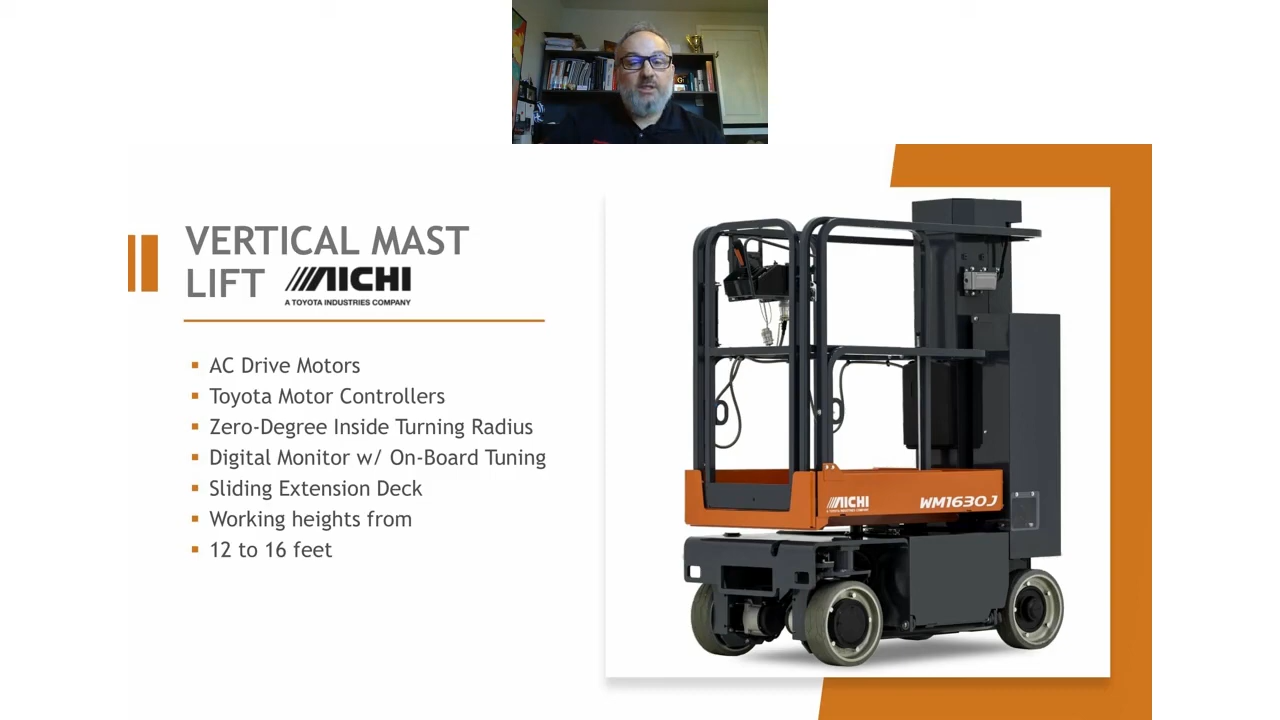 VERTICAL MAST
LIFT
AICHI
A TOYOTA INDUSTRIES COMPANY
AC Drive Motors
Toyota Motor Controllers
Zero-Degree Inside Turning Radius
Digital Monitor w/ On-Board Tuning
Sliding Extension Deck
Working heights from
12 to 16 feet
AICHI
WM1630J